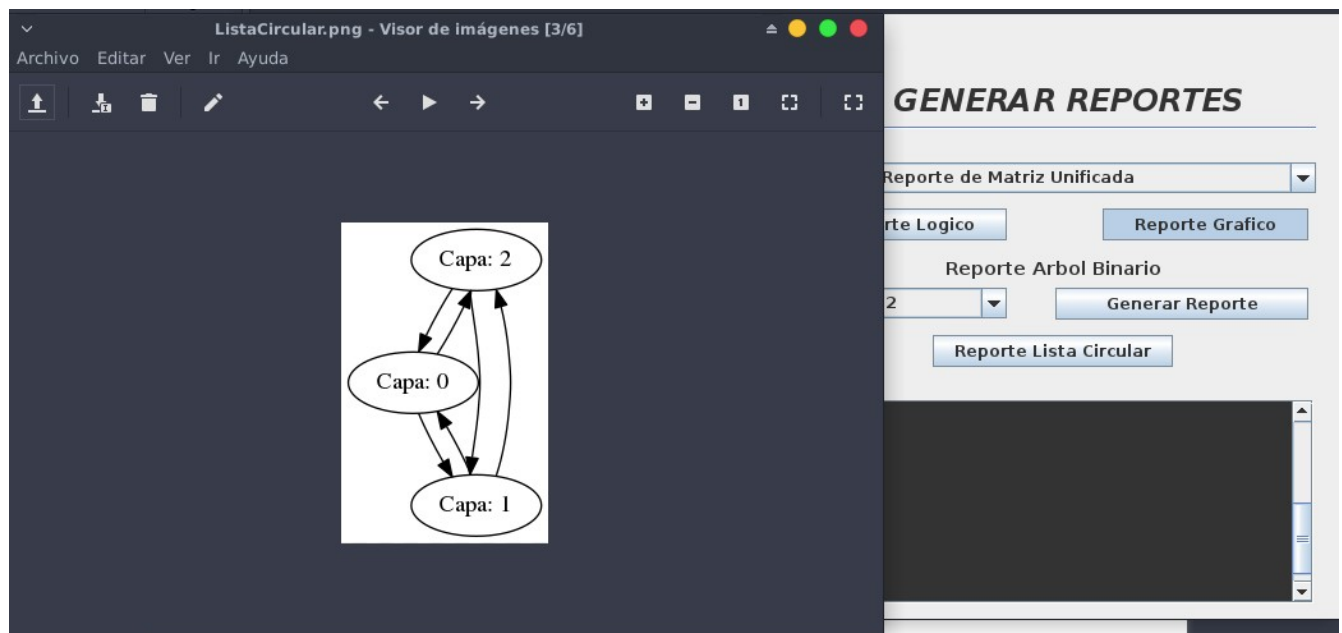 ListaCircular.png - Visor de imágenes [3/6]
Archivo Editar Ver Ir Ayuda
1
Capa: 2
Capa: 0
Capa: 1
GENERAR REPORTES
Reporte de Matriz Unificada
rte Logico
Reporte Grafico
Reporte Arbol Binario
2
Generar Reporte
Reporte Lista Circular